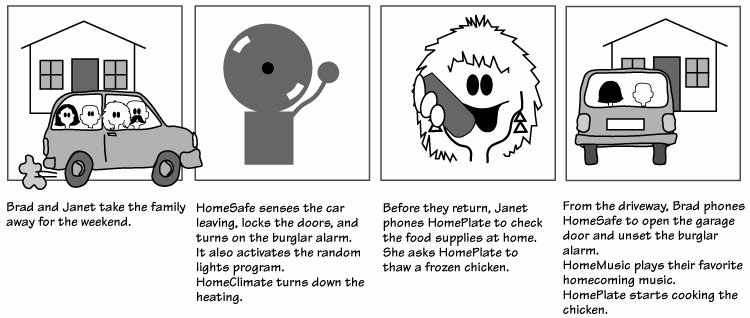 Brad and Janet take the family
away for the weekend.
HomeSafe senses the car
leaving, locks the doors, and
turns on the burglar alarm.
It also activates the random
lights program.
HomeClimate turns down the
heating.
Before they return, Janet
phones HomePlate to check
the food supplies at home.
She asks HomePlate to
thaw a frozen chicken.
From the driveway, Brad phones
HomeSafe to open the garage
door and unset the burglar
alarm.
HomeMusic plays their favorite
homecoming music.
HomePlate starts cooking the
chicken.